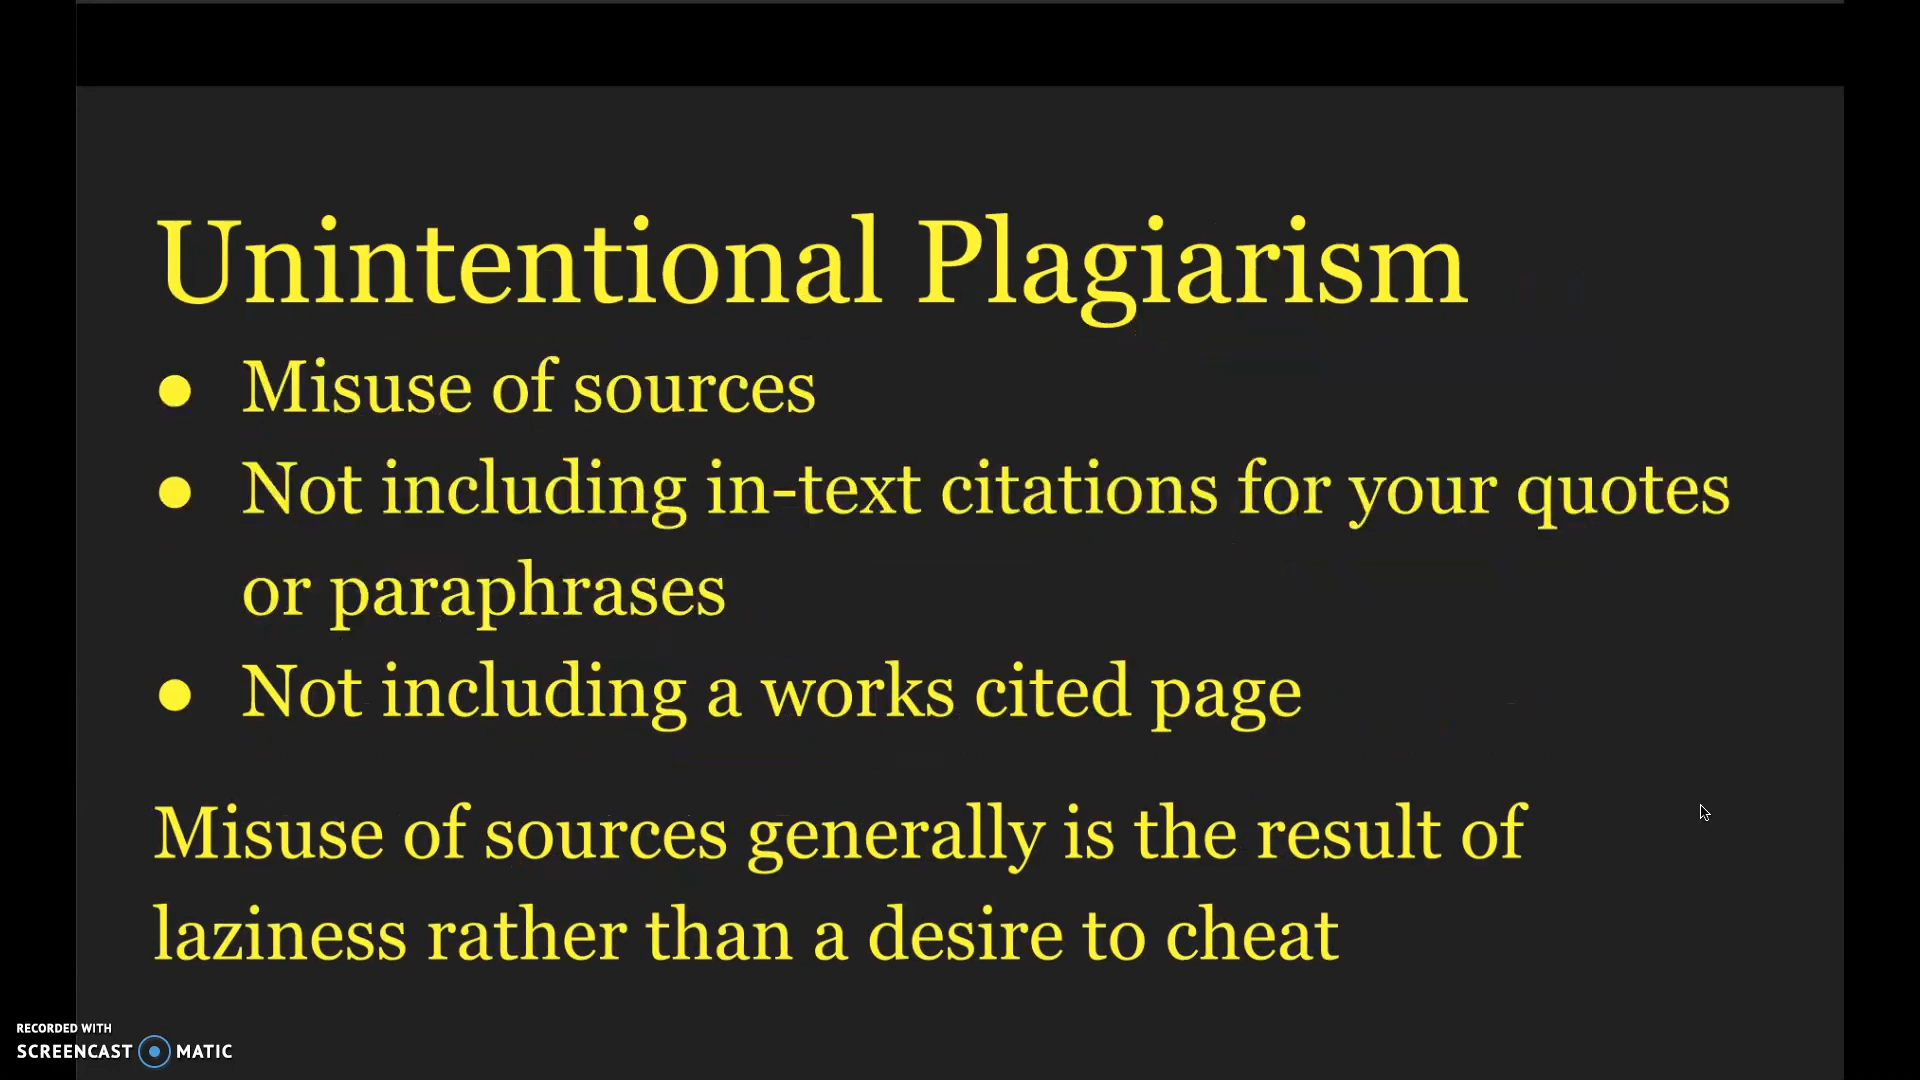 Unintentional Plagiarism
● Misuse of sources
● Not including in-text citations for your quotes
or paraphrases
● Not including a works cited page
Misuse of sources generally is the result of
laziness rather than a desire to cheat
RECORDED WITH
SCREENCAST MATIC